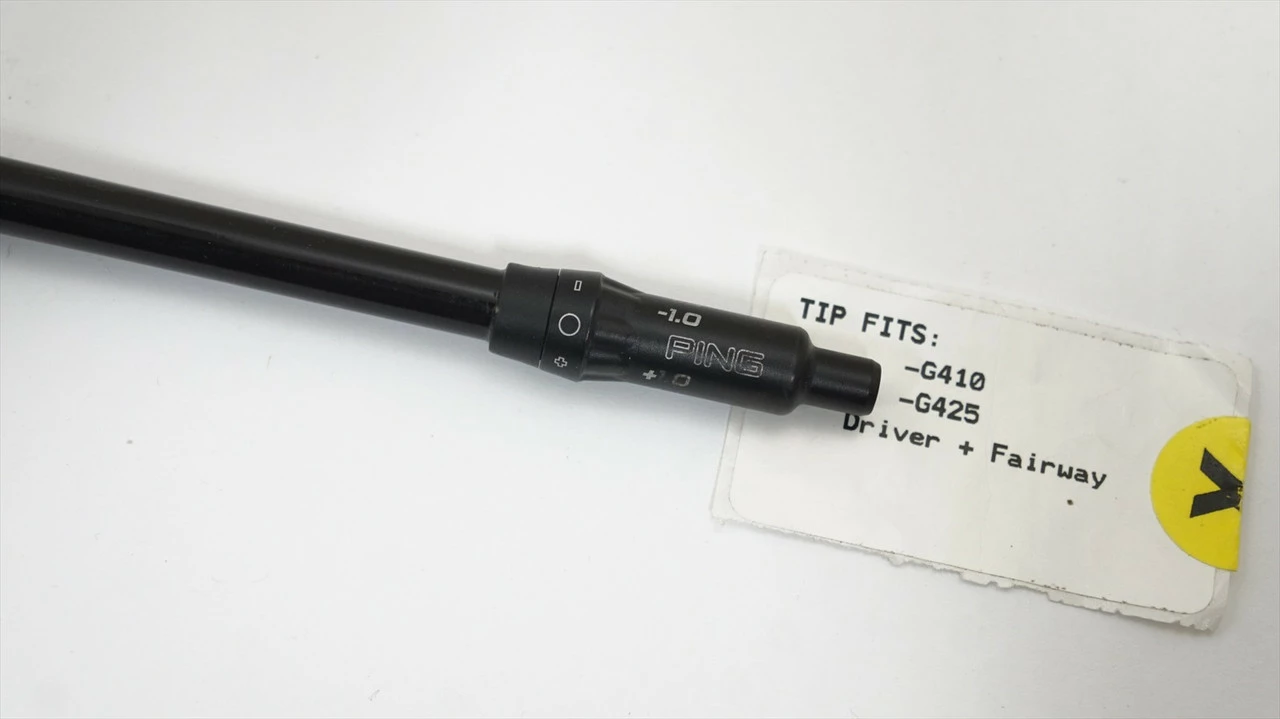 -1.0
PING
+1.0
TIP FITS:
-G410
-G425
Driver + Fairway